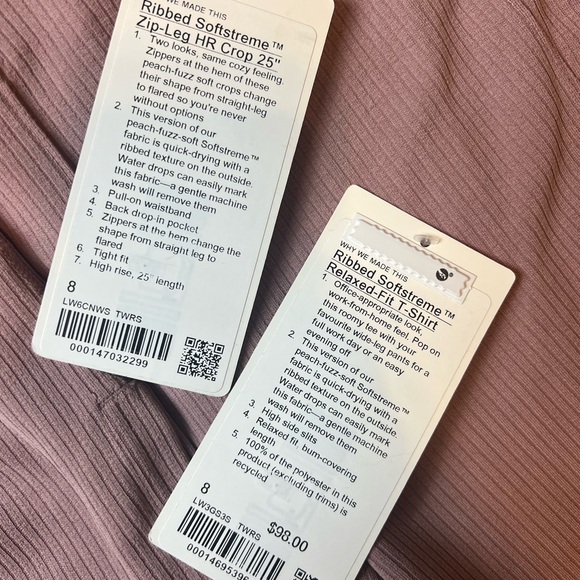 WHY WE MADE THIS
Ribbed Softstreme™
Zip-Leg HR Crop 25"
1. Two looks, same cozy feeling.
Zippers at the hem of these
peach-fuzz soft crops change
their shape from straight-leg
to flared so you're never
without options
2. This version of our
peach-fuzz-soft Softstreme™
fabric is quick-drying with a
ribbed texture on the outside.
Water drops can easily mark
this fabric—a gentle machine
wash will remove them
3. Pull-on waistband
4. Back drop-in pocket
5. Zippers at the hem change the
shape from straight leg to
flared
6. Tight fit
7. High rise, 25" length
8
LW6CNWS TWRS
000147032299
WHY WE MADE THIS
Ribbed Softstreme™
Relaxed-Fit T-Shirt
1. Office-appropriate look,
work-from-home feel. Pop on
this roomy tee with your
favourite wide-leg pants for a
full work day or an easy
evening off
2. This version of our
peach-fuzz-soft Softstreme™
fabric is quick-drying with a
ribbed texture on the outside.
Water drops can easily mark
this fabric—a gentle machine
wash will remove them
3. High side slits
4. Relaxed fit, bum-covering
length
5. 100% of the polyester in this
product (excluding trims) is
recycled
8
$98.00
LW3GS3S TWRS